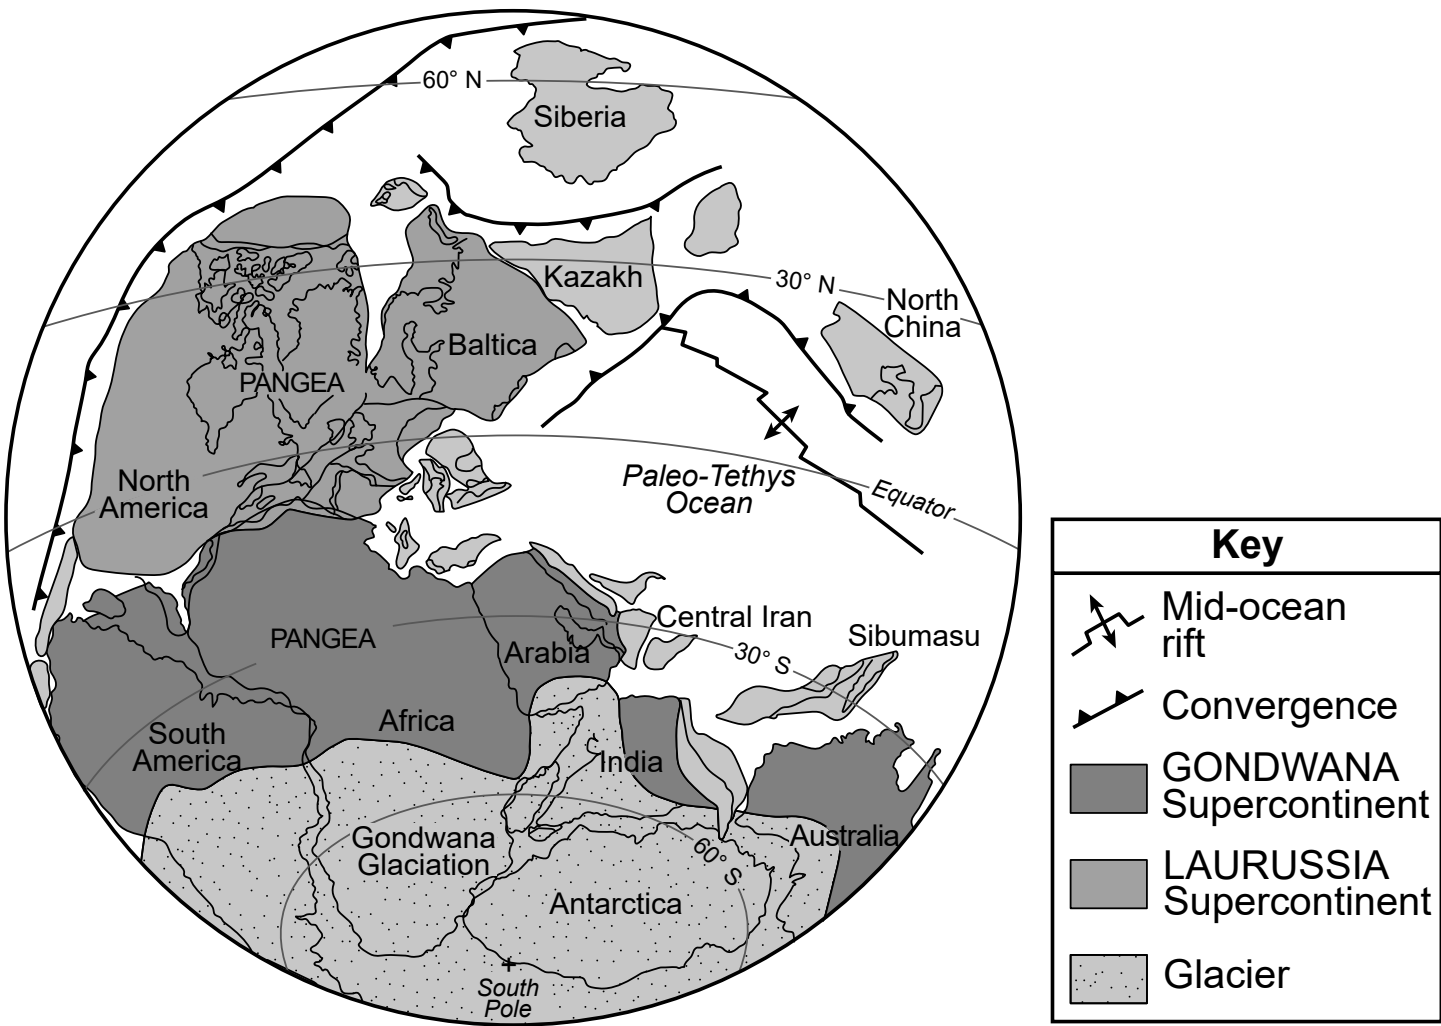 60° N
Siberia
Kazakh
30° N
North
China
Baltica
PANGEA
North
America
Paleo-Tethys
Ocean
Equator
Central Iran
Sibumasu
PANGEA
Arabia
30° S
Africa
South
America
India
Gondwana
Glaciation
Australia
60° S
Antarctica
South
Pole
Key
Mid-ocean
rift
Convergence
GONDWANA
Supercontinent
LAURUSSIA
Supercontinent
Glacier